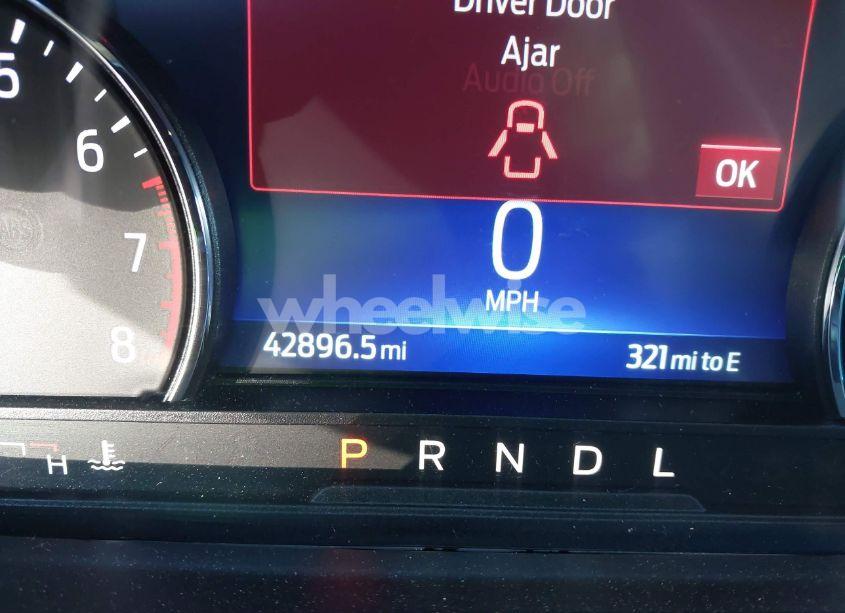 Driver Door
Ajar
Audio Off
OK
5
6
7
8
0
MPH
wheelwise
42896.5 mi
321 mi to E
H
P R N D L